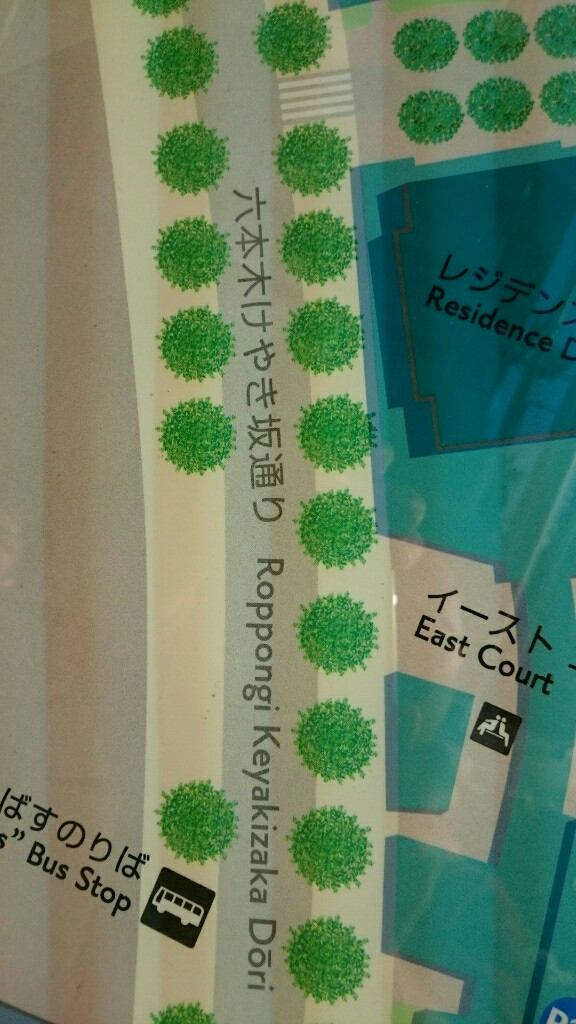 六本木けやき坂通り Roppongi Keyakizaka Dōri
レジデンス
Residence D
イースト
East Court
ばすのりば
s” Bus Stop